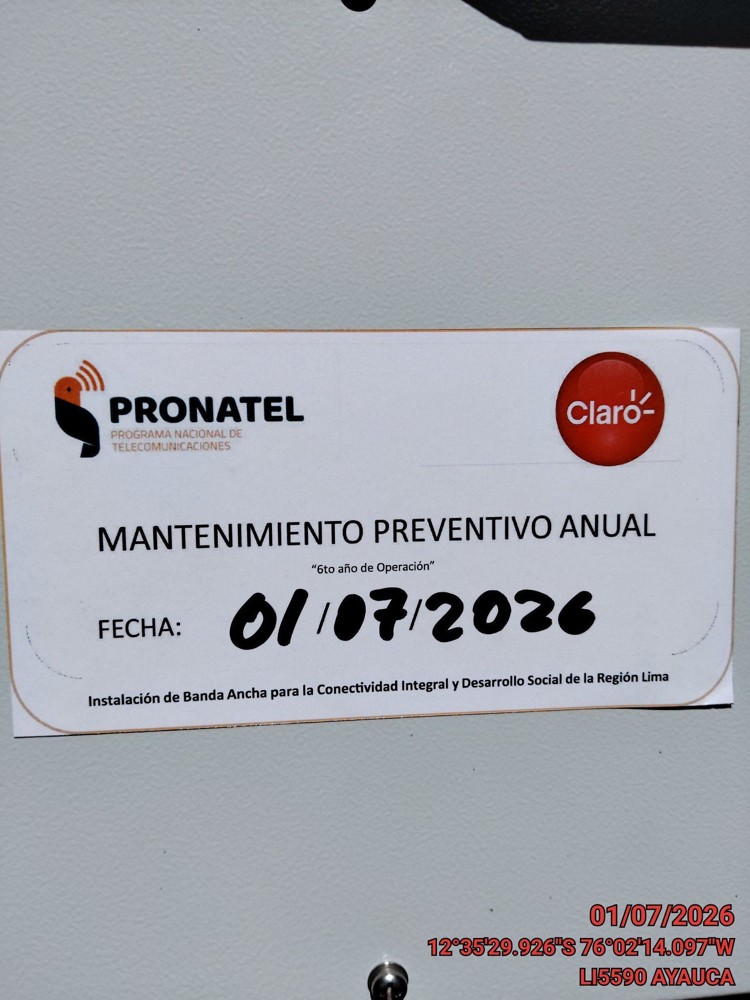 PRONATEL
PROGRAMA NACIONAL DE
TELECOMUNICACIONES
Claro
MANTENIMIENTO PREVENTIVO ANUAL
“6to año de Operación”
FECHA: 01/07/2026
Instalación de Banda Ancha para la Conectividad Integral y Desarrollo Social de la Región Lima
01/07/2026
12°35'29.926"S 76°02'14.097"W
LI5590 AYAUCA